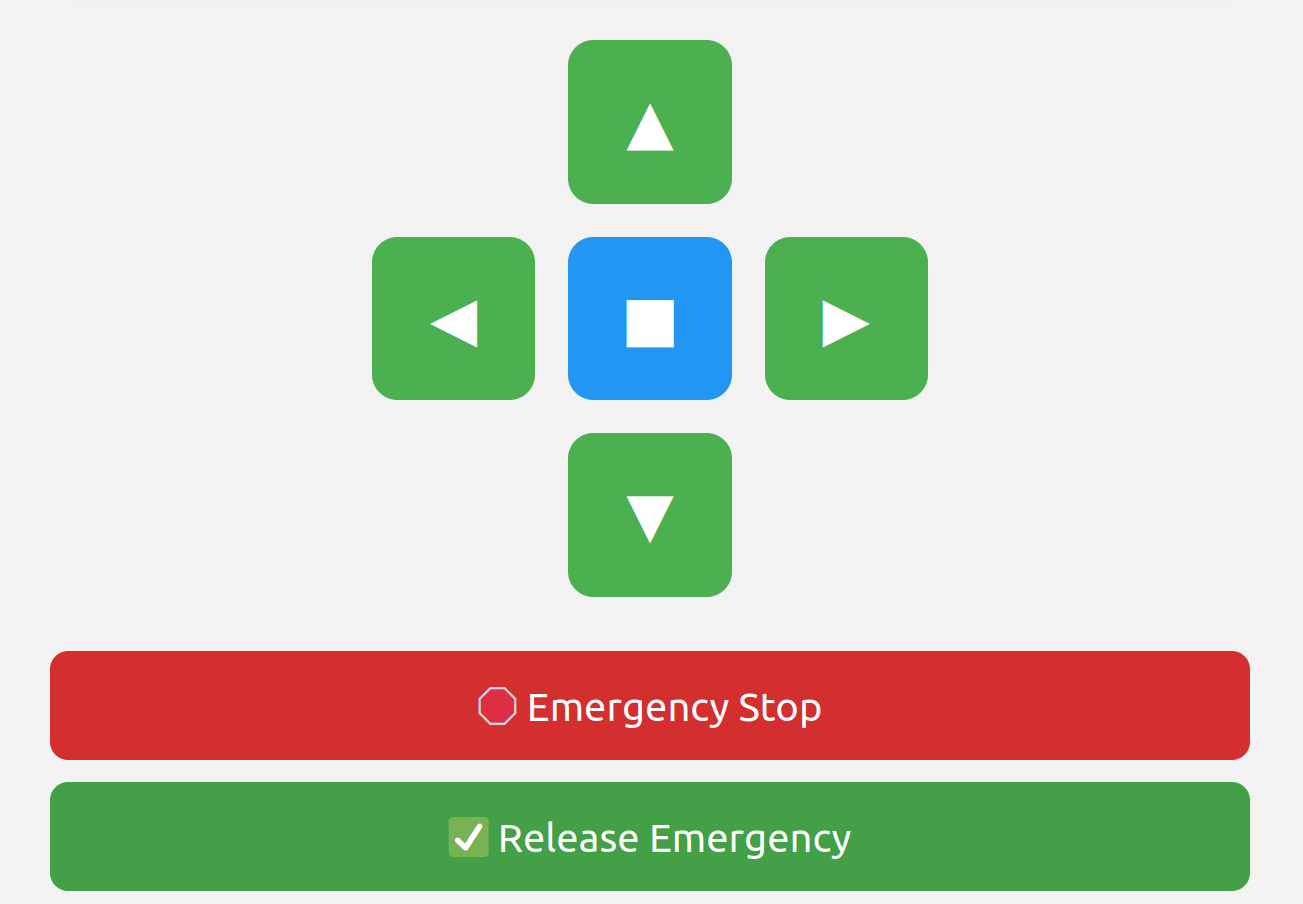 ▲
◀ ■ ▶
▼
🛑 Emergency Stop
✅ Release Emergency